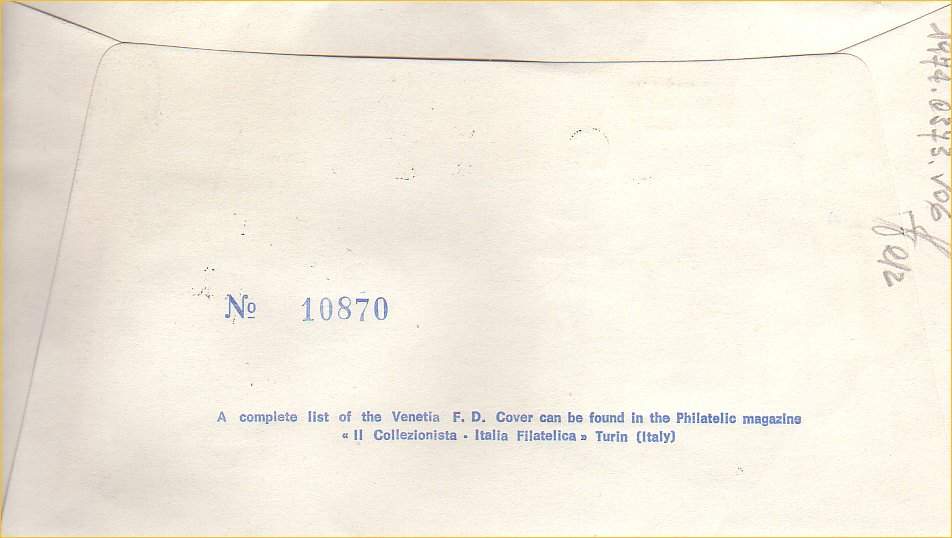 № 10870
A complete list of the Venetia F. D. Cover can be found in the Philatelic magazine
« Il Collezionista - Italia Filatelica » Turin (Italy)